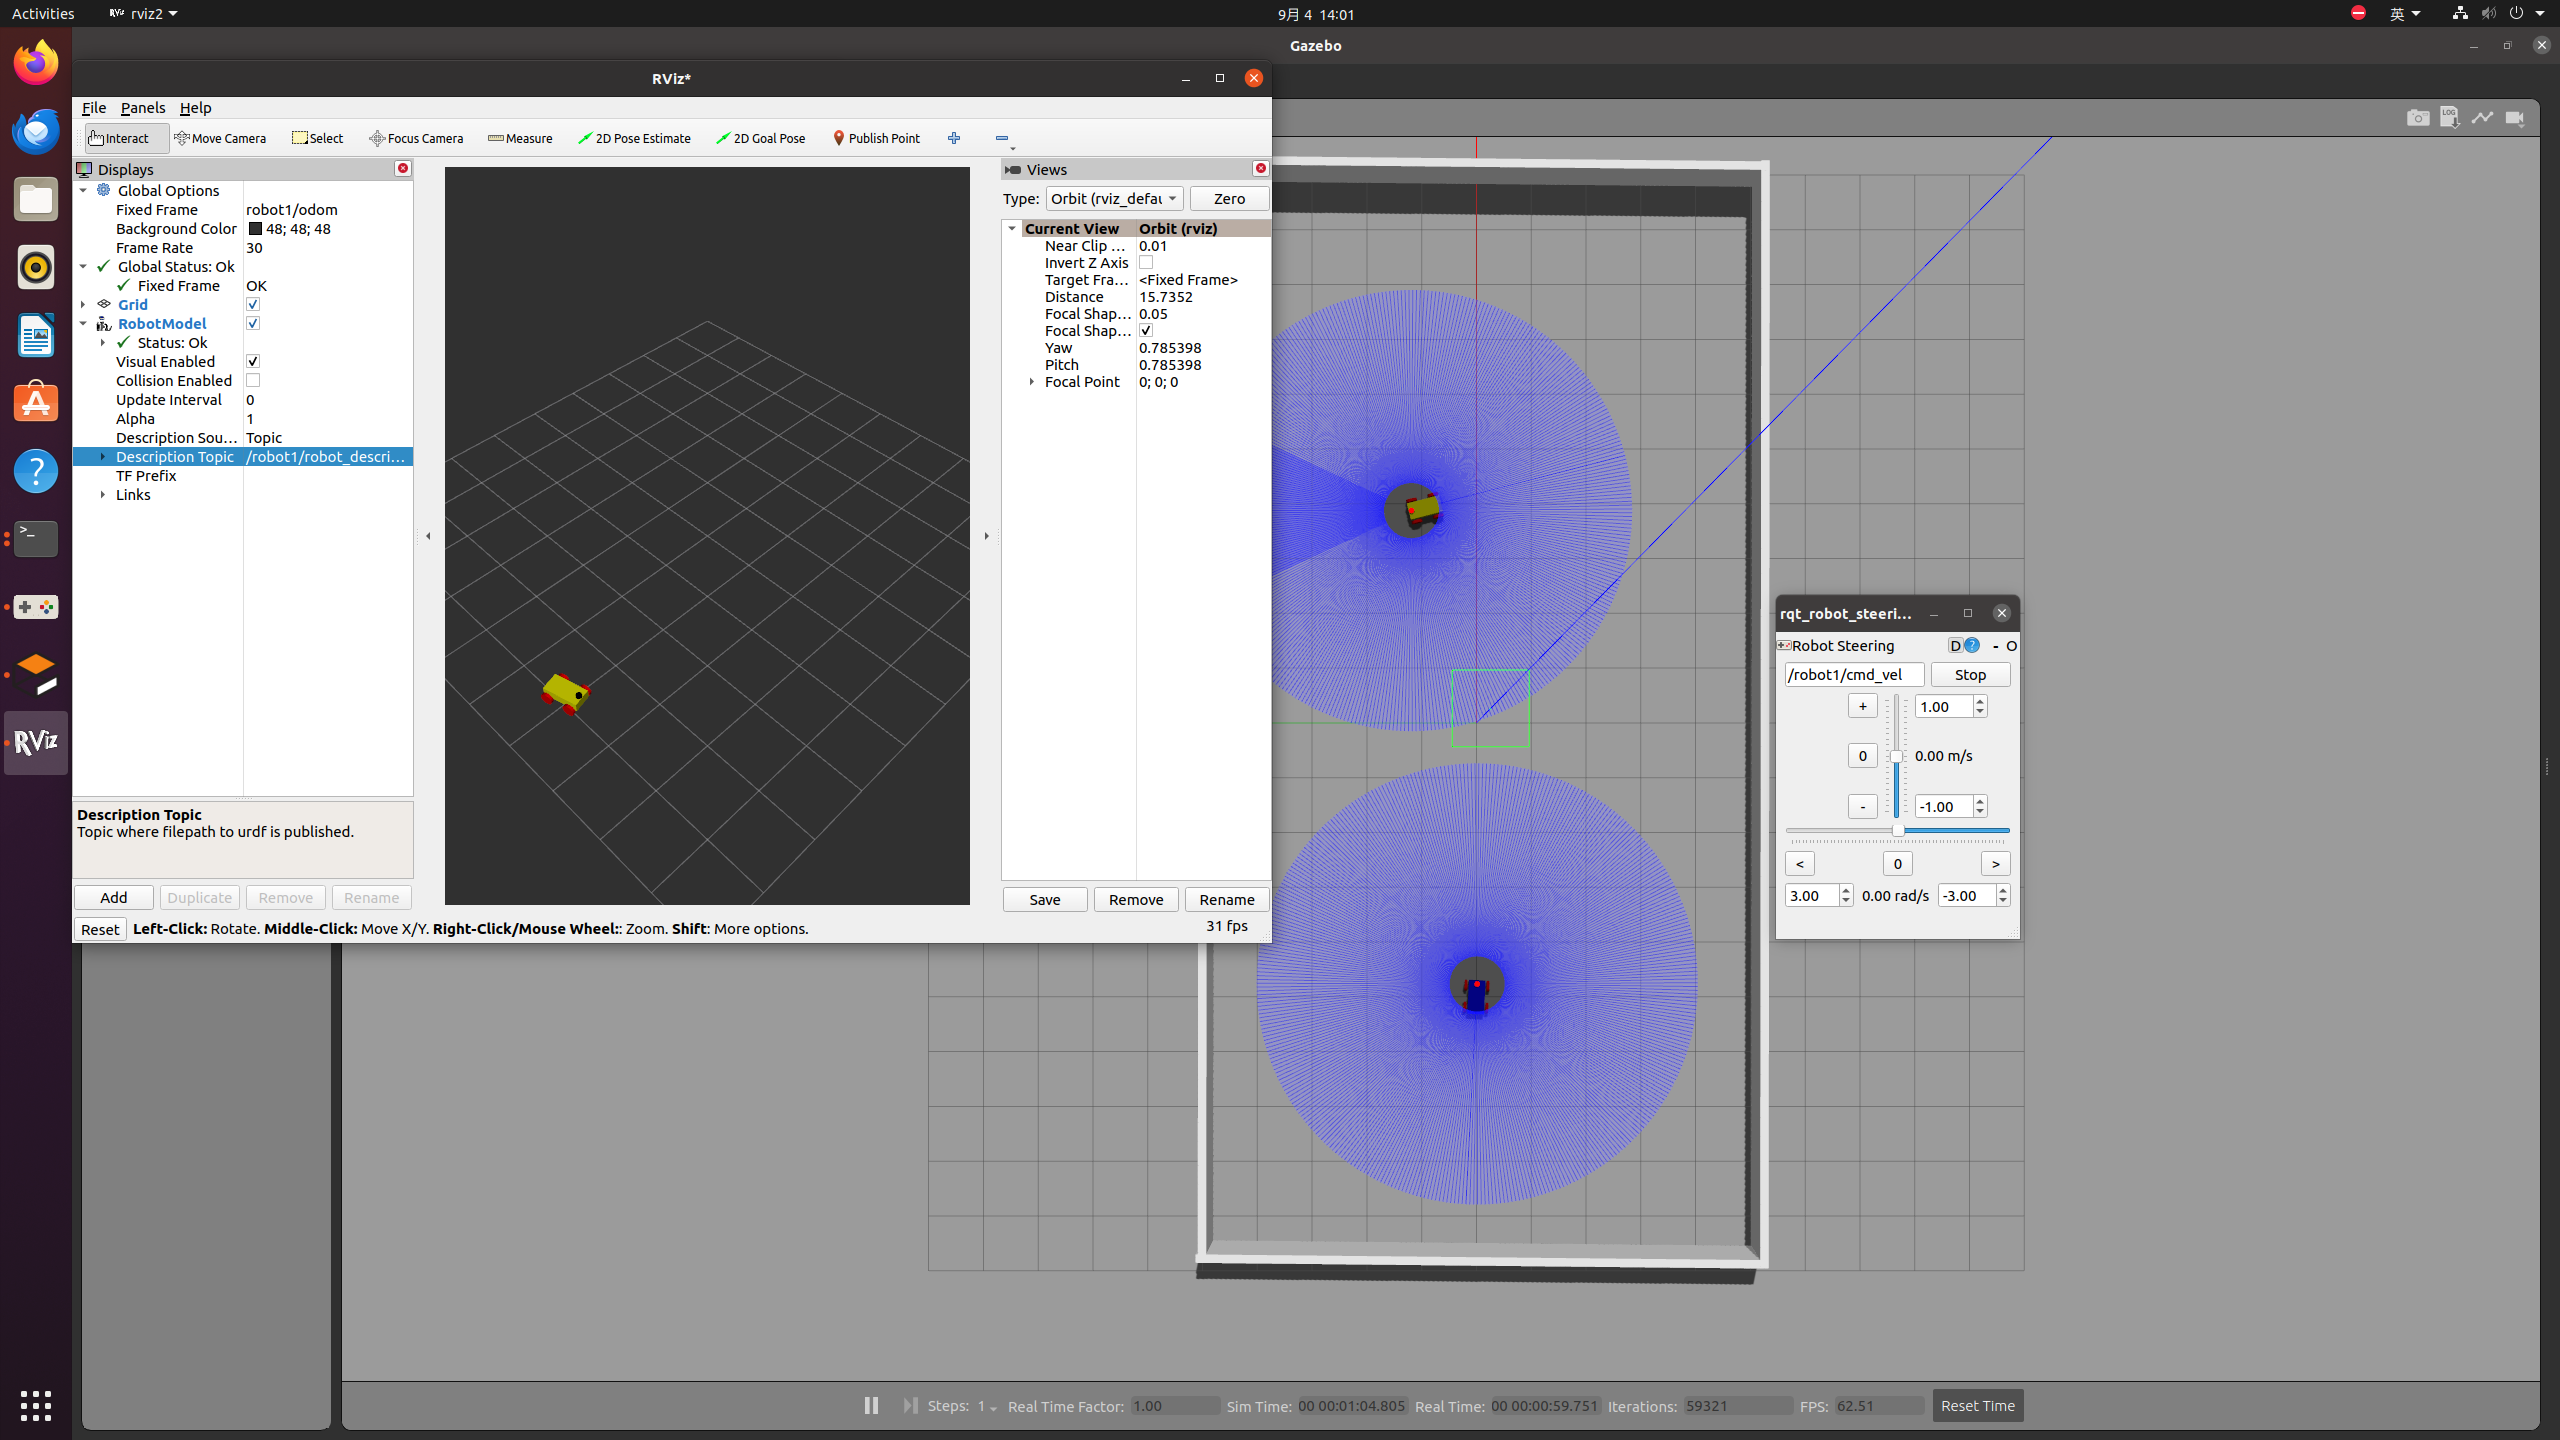 Activities
rviz2
9月 4 14:01
英
Gazebo
RViz*
File Panels Help
Interact
Move Camera
Select
Focus Camera
Measure
2D Pose Estimate
2D Goal Pose
Publish Point
Displays
Global Options
Fixed Frame robot1/odom
Background Color 48; 48; 48
Frame Rate 30
Global Status: Ok
Fixed Frame OK
Grid
RobotModel
Status: Ok
Visual Enabled
Collision Enabled
Update Interval 0
Alpha 1
Description Sou... Topic
Description Topic /robot1/robot_descri...
TF Prefix
Links
Description Topic
Topic where filepath to urdf is published.
Add Duplicate Remove Rename
Reset Left-Click: Rotate. Middle-Click: Move X/Y. Right-Click/Mouse Wheel:: Zoom. Shift: More options.
31 fps
Views
Type: Orbit (rviz_defau Zero
Current View Orbit (rviz)
Near Clip ... 0.01
Invert Z Axis
Target Fra... <Fixed Frame>
Distance 15.7352
Focal Shap... 0.05
Focal Shap...
Yaw 0.785398
Pitch 0.785398
Focal Point 0; 0; 0
Save Remove Rename
LOG
rqt_robot_steeri...
Robot Steering D ? - O
/robot1/cmd_vel Stop
+ 1.00
0 0.00 m/s
- -1.00
< 0 >
3.00 0.00 rad/s -3.00
>_
?
RViz
Steps: 1 Real Time Factor: 1.00 Sim Time: 00 00:01:04.805 Real Time: 00 00:00:59.751 Iterations: 59321 FPS: 62.51 Reset Time